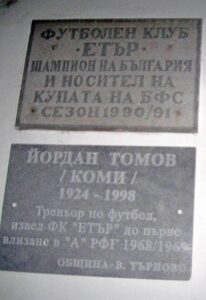 ФУТБОЛЕН КЛУБ
"ЕТЪР"
ШАМПИОН НА БЪЛГАРИЯ
И НОСИТЕЛ НА
КУПАТА НА БФС
СЕЗОН 1990/91
ЙОРДАН ТОМОВ
/КОМИ/
1924 - 1998
Треньор по футбол,
извел ФК "ЕТЪР" до първо
влизане в "А" РФГ 1968/1969
ОБЩИНА - В. ТЪРНОВО